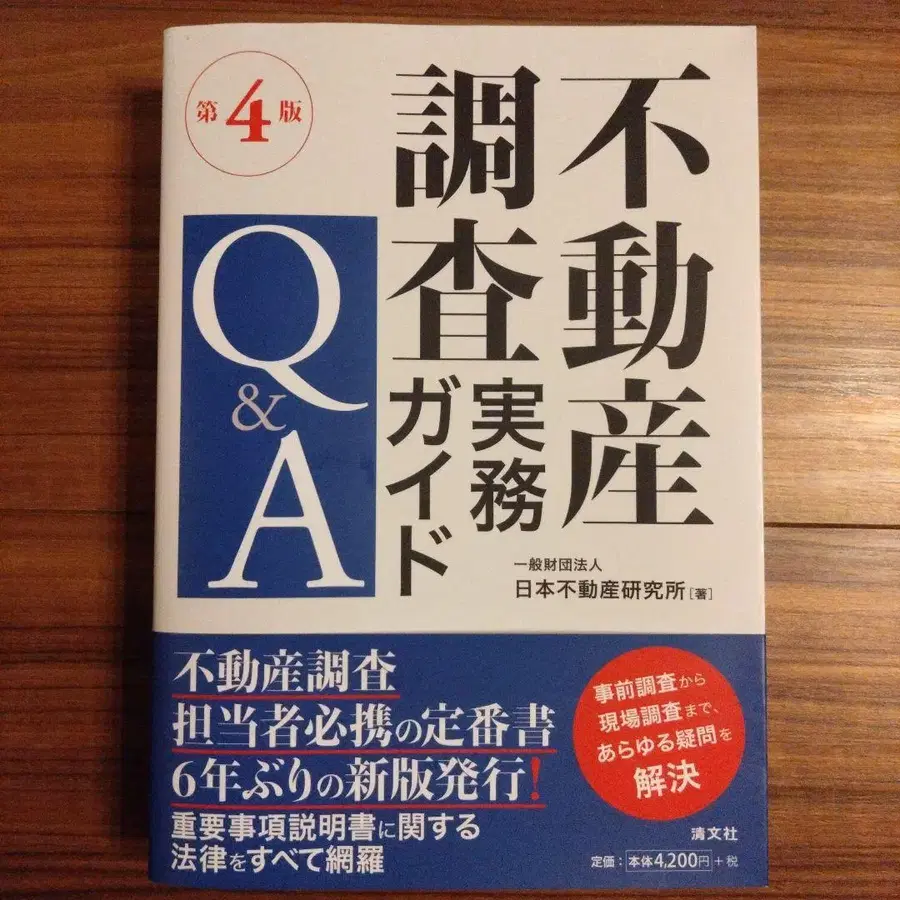 第4版
不動産
調査
実務
ガイド
Q
&
A
一般財団法人
日本不動産研究所［著］
不動産調査
担当者必携の定番書
6年ぶりの新版発行！
重要事項説明書に関する
法律をすべて網羅
事前調査から
現場調査まで、
あらゆる疑問を
解決
清文社
定価：本体4,200円＋税